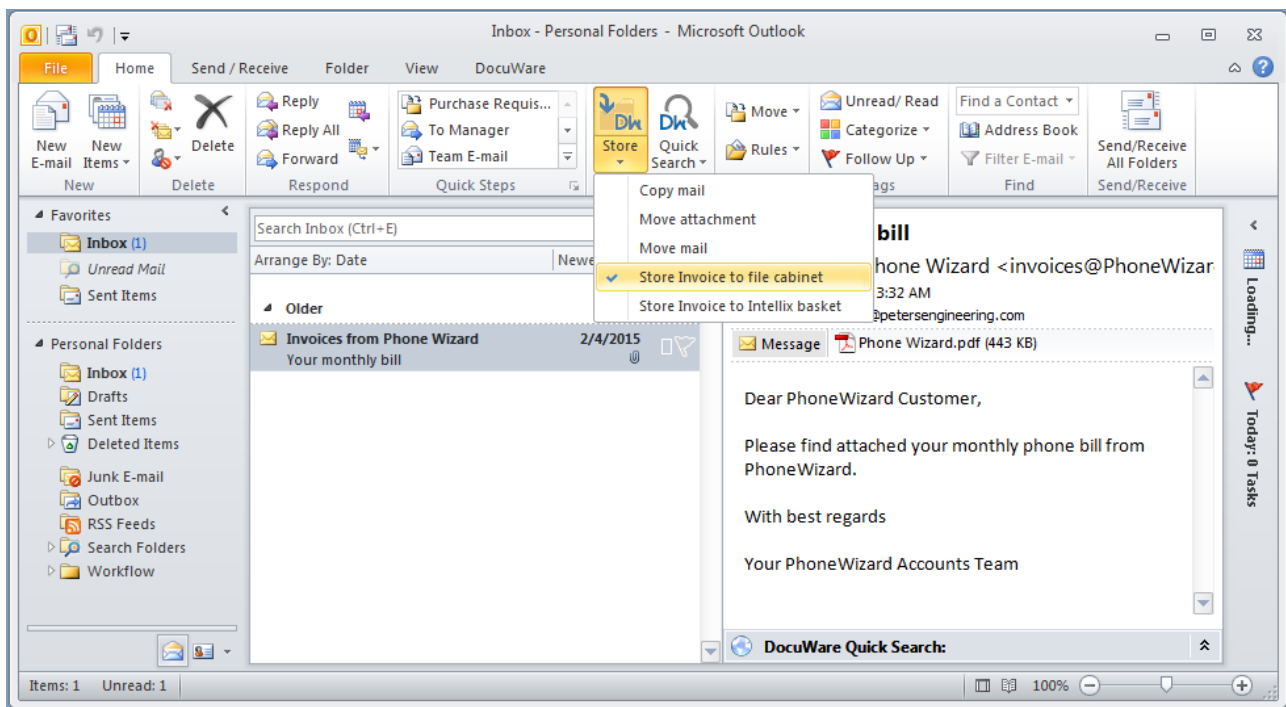 Inbox - Personal Folders - Microsoft Outlook
File Home Send / Receive Folder View DocuWare
New E-mail
New Items
Delete
Reply
Reply All
Forward
Purchase Requis...
To Manager
Team E-mail
Store
Quick Search
Move
Rules
Unread/ Read
Categorize
Follow Up
Find a Contact
Address Book
Filter E-mail
Send/Receive All Folders
New Delete Respond Quick Steps ags Find Send/Receive
Copy mail
Move attachment
Move mail
Store Invoice to file cabinet
Store Invoice to Intellix basket
Favorites
Inbox (1)
Unread Mail
Sent Items
Personal Folders
Inbox (1)
Drafts
Sent Items
Deleted Items
Junk E-mail
Outbox
RSS Feeds
Search Folders
Workflow
Search Inbox (Ctrl+E)
Arrange By: Date Newe
Older
Invoices from Phone Wizard 2/4/2015
Your monthly bill
bill
hone Wizard <invoices@PhoneWizar
3:32 AM
@petersengineering.com
Message Phone Wizard.pdf (443 KB)
Dear PhoneWizard Customer,
Please find attached your monthly phone bill from
PhoneWizard.
With best regards
Your PhoneWizard Accounts Team
DocuWare Quick Search:
Loading...
Today: 0 Tasks
Items: 1 Unread: 1 100%